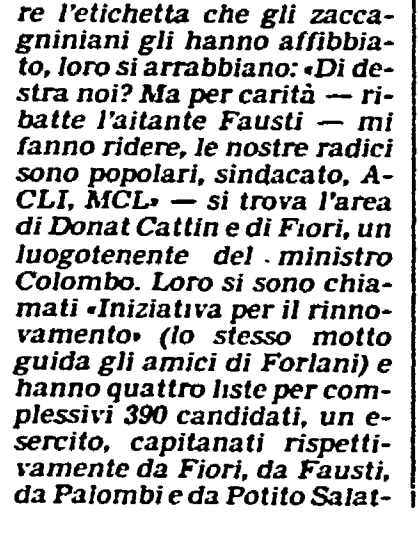 re l'etichetta che gli zacca-
gniniani gli hanno affibbia-
to, loro si arrabbiano: «Di de-
stra noi? Ma per carità — ri-
batte l'aitante Fausti — mi
fanno ridere, le nostre radici
sono popolari, sindacato, A-
CLI, MCL» — si trova l'area
di Donat Cattin e di Fiori, un
luogotenente del ministro
Colombo. Loro si sono chia-
mati «Iniziativa per il rinno-
vamento» (lo stesso motto
guida gli amici di Forlani) e
hanno quattro liste per com-
plessivi 390 candidati, un e-
sercito, capitanati rispetti-
vamente da Fiori, da Fausti,
da Palombi e da Potito Salat-